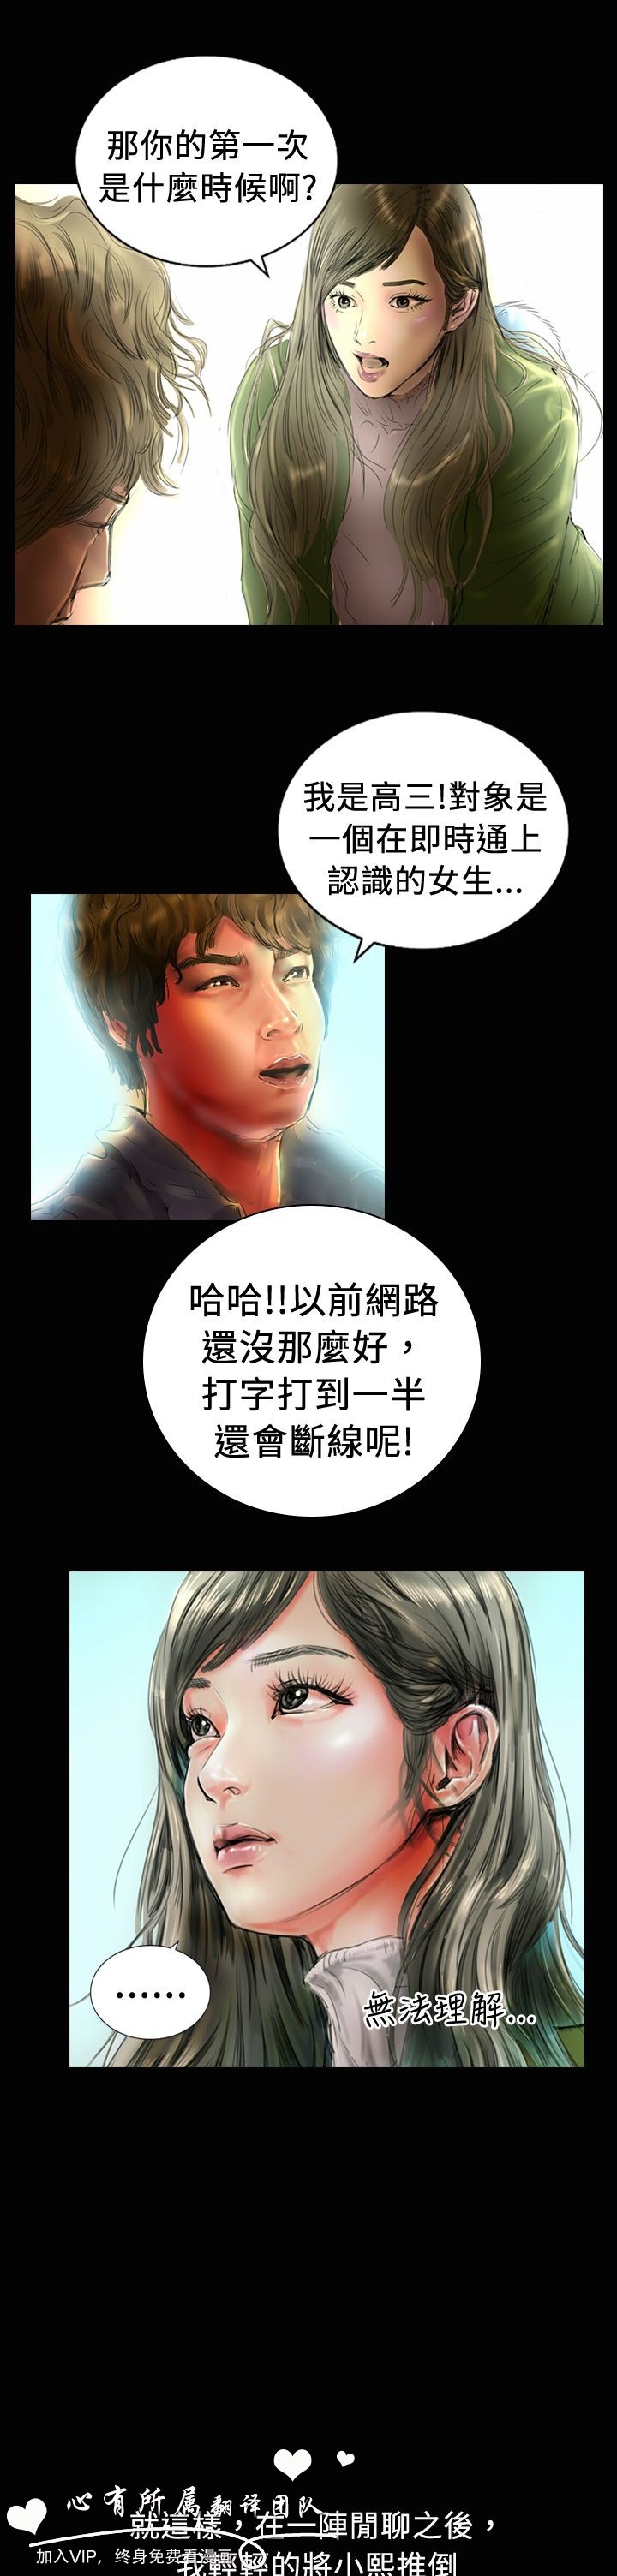 那你的第一次
是什麼時候啊?
我是高三!對象是
一個在即時通上
認識的女生...
哈哈!!以前網路
還沒那麼好，
打字打到一半
還會斷線呢!
......
無法理解...
心有所属翻译团队
就這樣，在一陣閒聊之後，
加入VIP，终身免费看漫画
我輕輕的將小熙推倒